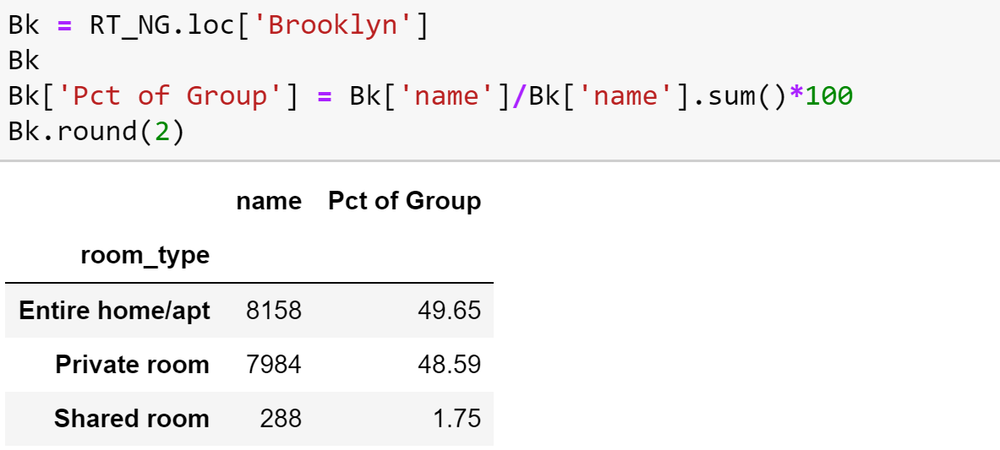 Bk = RT_NG.loc['Brooklyn']
Bk
Bk['Pct of Group'] = Bk['name']/Bk['name'].sum()*100
Bk.round(2)
name Pct of Group
room_type
Entire home/apt 8158 49.65
Private room 7984 48.59
Shared room 288 1.75